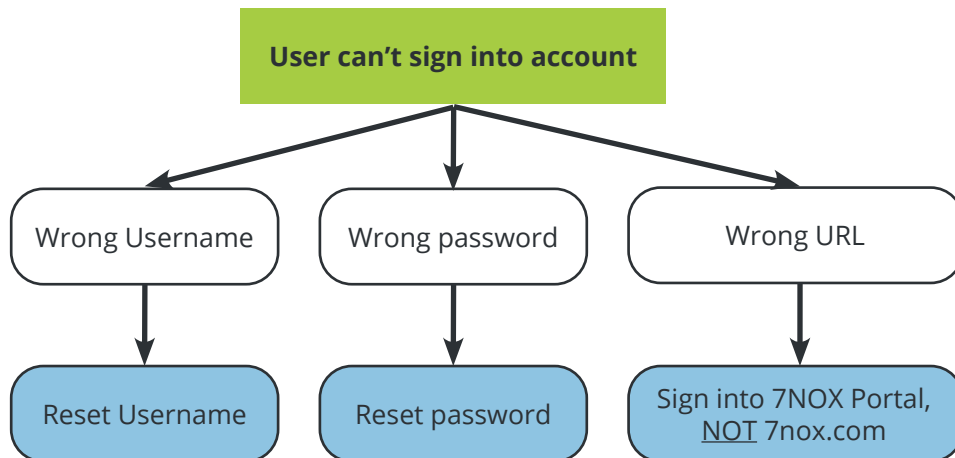 User can’t sign into account
Wrong Username
Wrong password
Wrong URL
Reset Username
Reset password
Sign into 7NOX Portal,
NOT 7nox.com